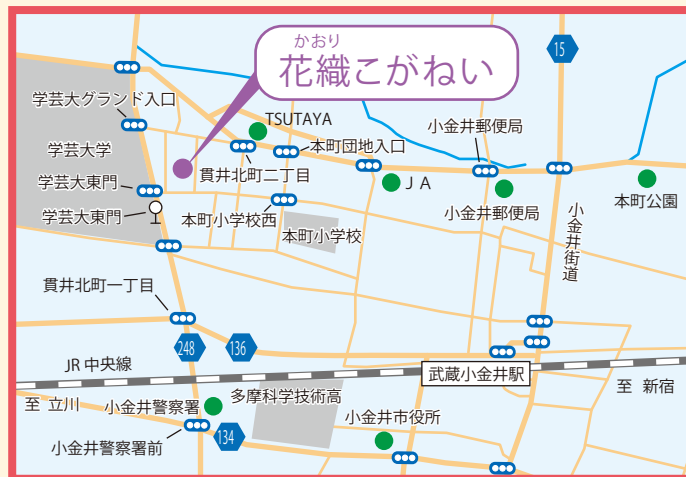 かおり
花織こがねい
15
学芸大グランド入口
TSUTAYA
小金井郵便局
学芸大学
本町団地入口
貫井北町二丁目
学芸大東門
ＪＡ
小金井郵便局
本町公園
学芸大東門
本町小学校西
本町小学校
小金井街道
貫井北町一丁目
248
136
JR 中央線
武蔵小金井駅
至 新宿
至 立川
小金井警察署
多摩科学技術高
小金井市役所
小金井警察署前
134